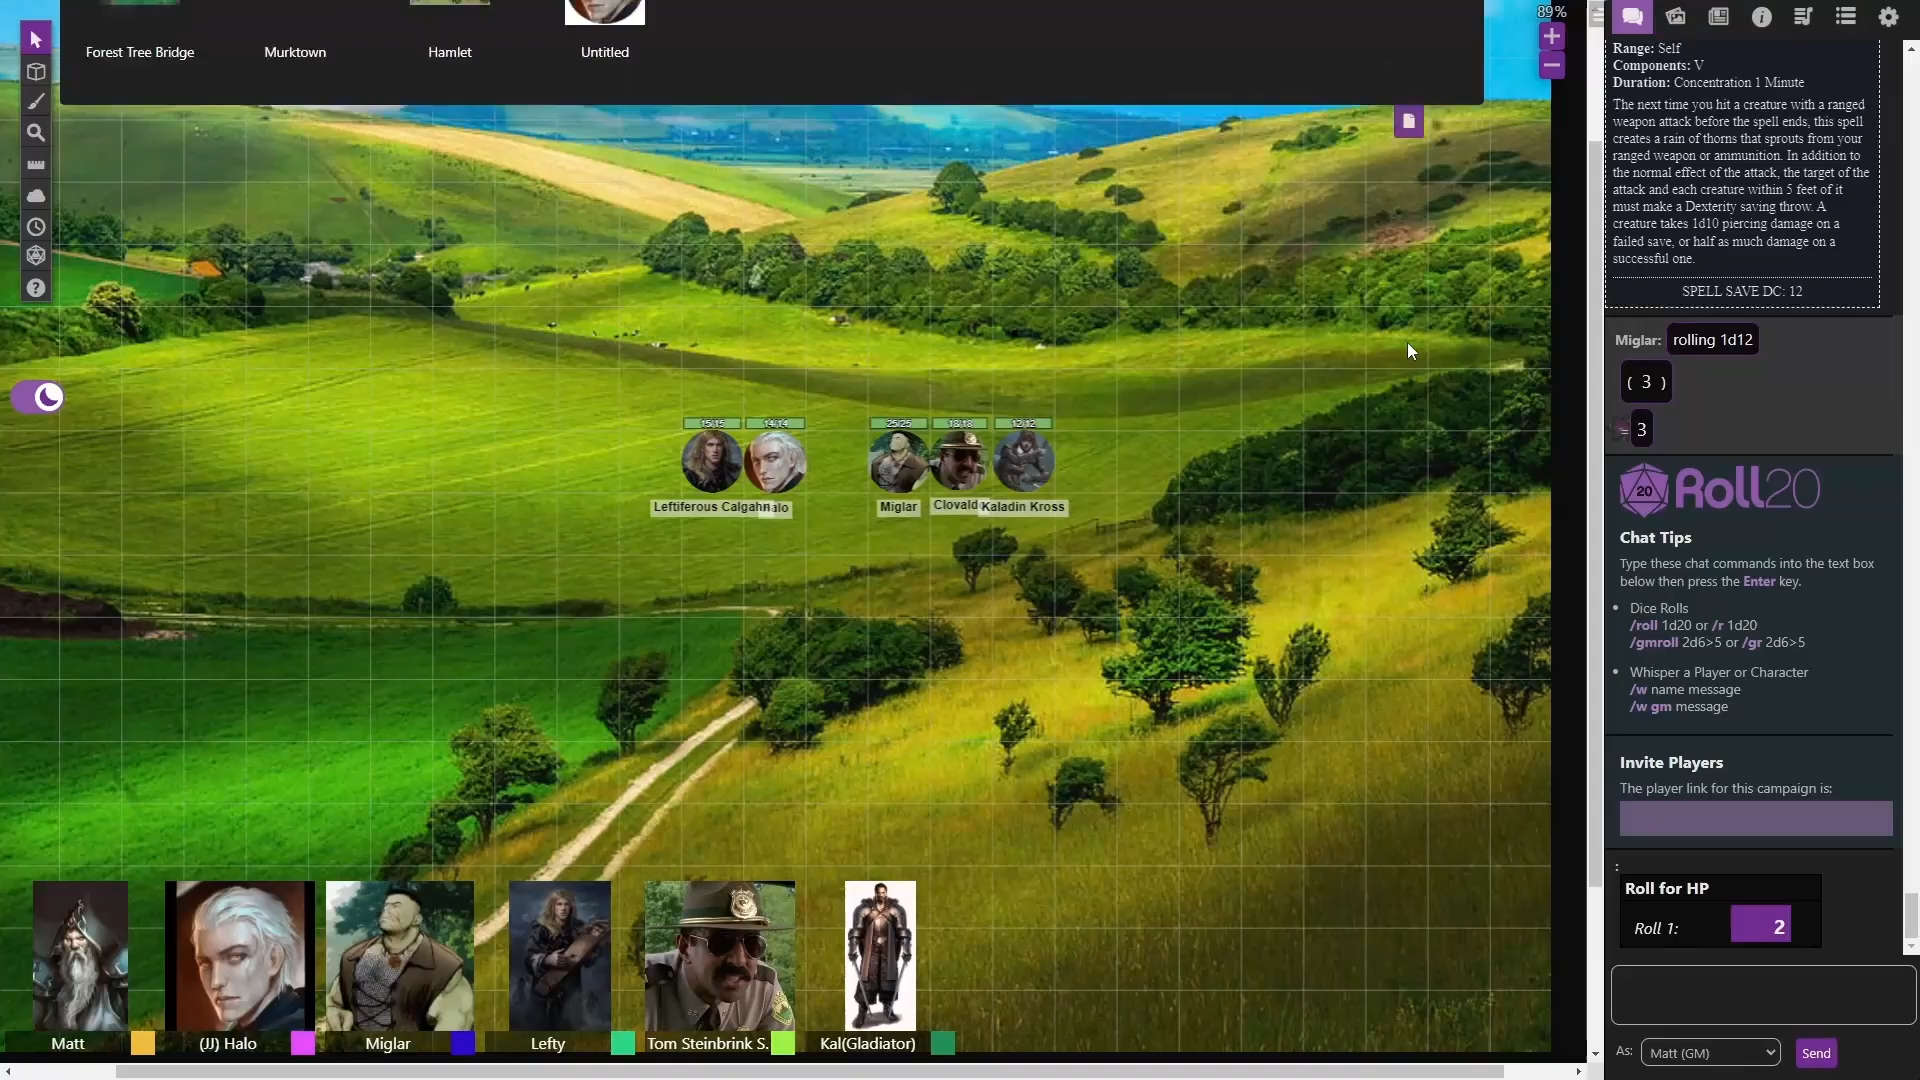 Forest Tree Bridge
Murktown
Hamlet
Untitled
89%
Range: Self
Components: V
Duration: Concentration 1 Minute
The next time you hit a creature with a ranged
weapon attack before the spell ends, this spell
creates a rain of thorns that sprouts from your
ranged weapon or ammunition. In addition to
the normal effect of the attack, the target of the
attack and each creature within 5 feet of it
must make a Dexterity saving throw. A
creature takes 1d10 piercing damage on a
failed save, or half as much damage on a
successful one.
SPELL SAVE DC: 12
Miglar: rolling 1d12
( 3 )
= 3
20 Roll20
Chat Tips
Type these chat commands into the text box
below then press the Enter key.
Dice Rolls
/roll 1d20 or /r 1d20
/gmroll 2d6>5 or /gr 2d6>5
Whisper a Player or Character
/w name message
/w gm message
Invite Players
The player link for this campaign is:
:
Roll for HP
Roll 1: 2
As: Matt (GM) Send
15/15 14/14 25/25 18/18 12/12
Leftiferous Calgahn alo Miglar Clovald Kaladin Kross
Matt (JJ) Halo Miglar Lefty Tom Steinbrink S. Kal(Gladiator)